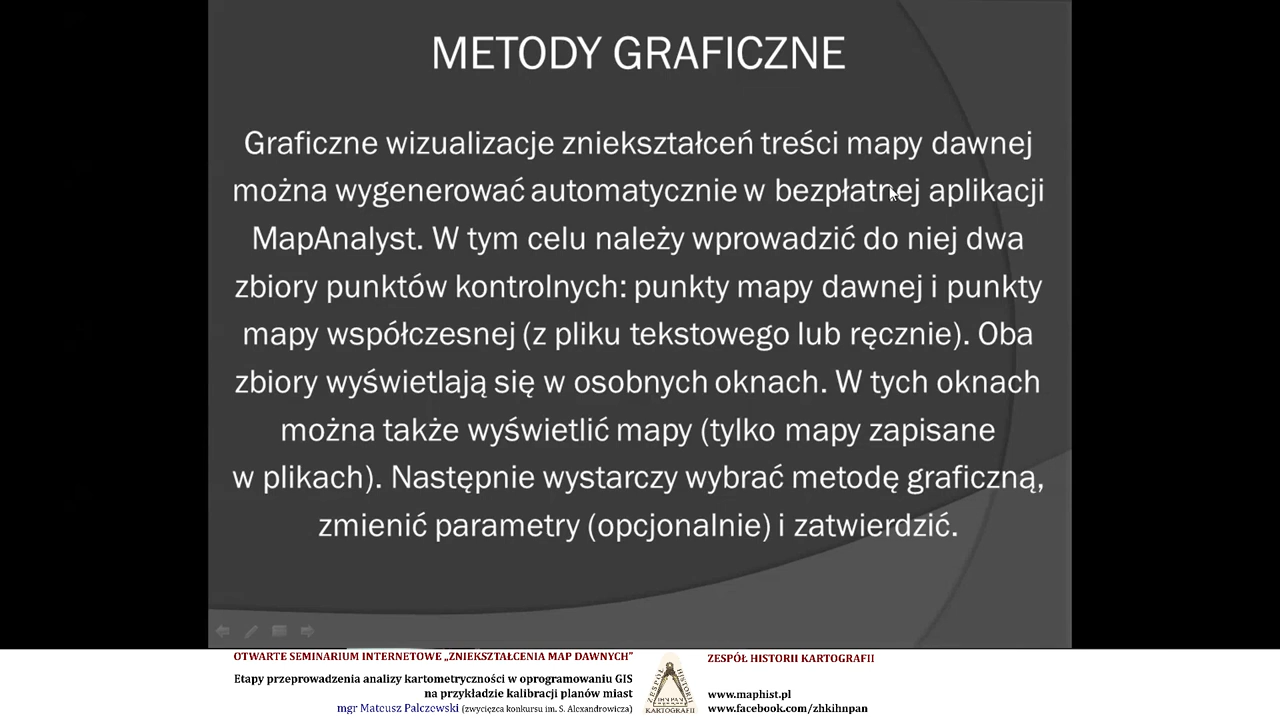 METODY GRAFICZNE
Graficzne wizualizacje zniekształceń treści mapy dawnej
można wygenerować automatycznie w bezpłatnej aplikacji
MapAnalyst. W tym celu należy wprowadzić do niej dwa
zbiory punktów kontrolnych: punkty mapy dawnej i punkty
mapy współczesnej (z pliku tekstowego lub ręcznie). Oba
zbiory wyświetlają się w osobnych oknach. W tych oknach
można także wyświetlić mapy (tylko mapy zapisane
w plikach). Następnie wystarczy wybrać metodę graficzną,
zmienić parametry (opcjonalnie) i zatwierdzić.
OTWARTE SEMINARIUM INTERNETOWE „ZNIEKSZTAŁCENIA MAP DAWNYCH”
Etapy przeprowadzenia analizy kartometryczności w oprogramowaniu GIS
na przykładzie kalibracji planów miast
mgr Mateusz Palczewski (zwycięzca konkursu im. S. Alexandrowicza)
ZESPÓŁ HISTORII
KARTOGRAFII
ZESPÓŁ HISTORII KARTOGRAFII
www.maphist.pl
www.facebook.com/zhkihnpan